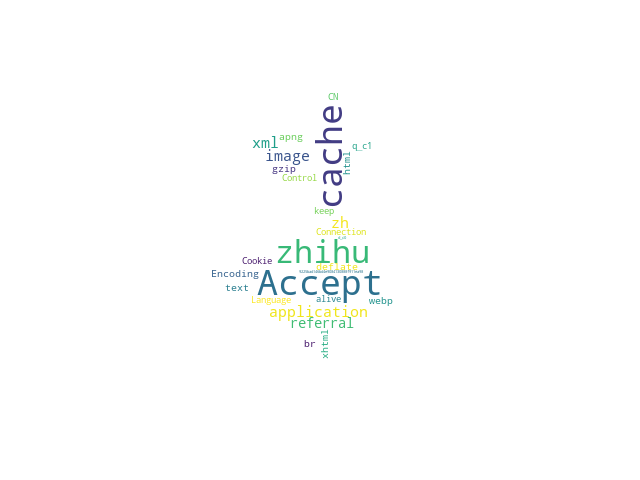 CN
cache
apng
xml
q_c1
image
html
gzip
Control
keep
zh
Connection
zhihu
Cookie
deflate
Encoding
Accept
text
Language
alive
webp
application
referral
xhtml
br